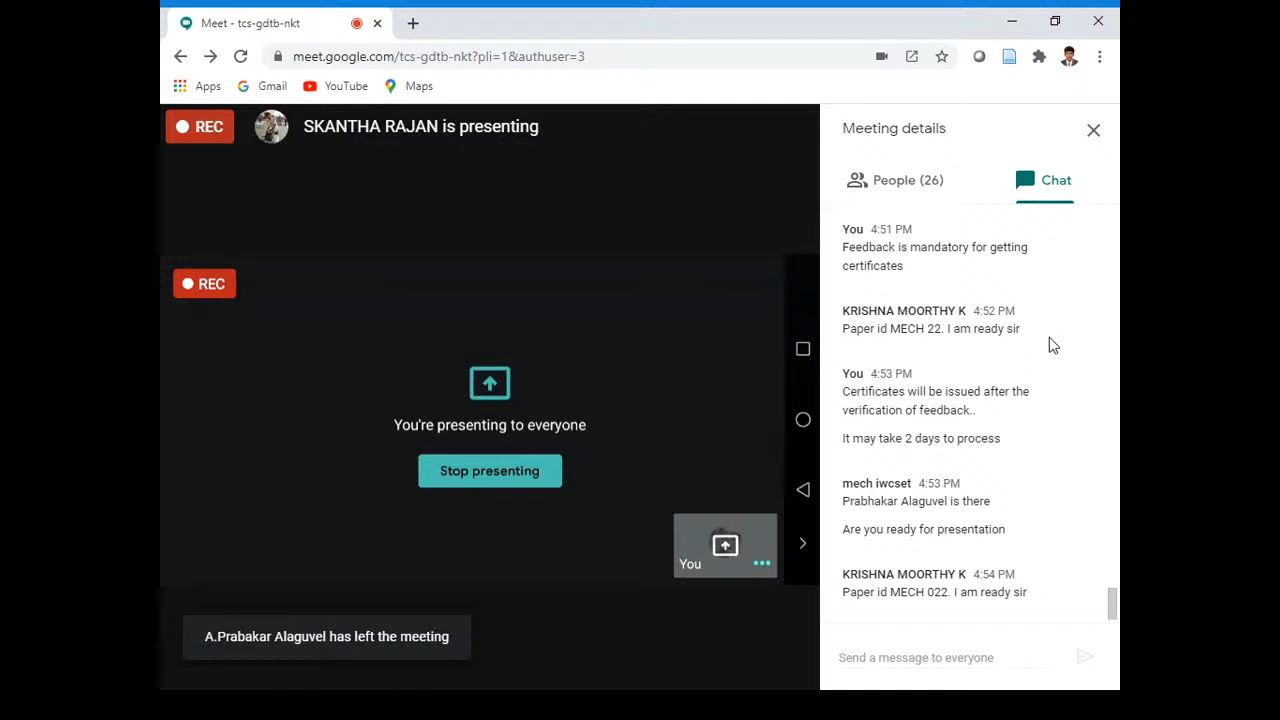 Meet - tcs-gdtb-nkt
meet.google.com/tcs-gdtb-nkt?pli=1&authuser=3
Apps Gmail YouTube Maps
REC SKANTHA RAJAN is presenting
REC
You're presenting to everyone
Stop presenting
You
A.Prabakar Alaguvel has left the meeting
Meeting details
People (26) Chat
You 4:51 PM
Feedback is mandatory for getting
certificates
KRISHNA MOORTHY K 4:52 PM
Paper id MECH 22. I am ready sir
You 4:53 PM
Certificates will be issued after the
verification of feedback..
It may take 2 days to process
mech iwcset 4:53 PM
Prabhakar Alaguvel is there
Are you ready for presentation
KRISHNA MOORTHY K 4:54 PM
Paper id MECH 022. I am ready sir
Send a message to everyone